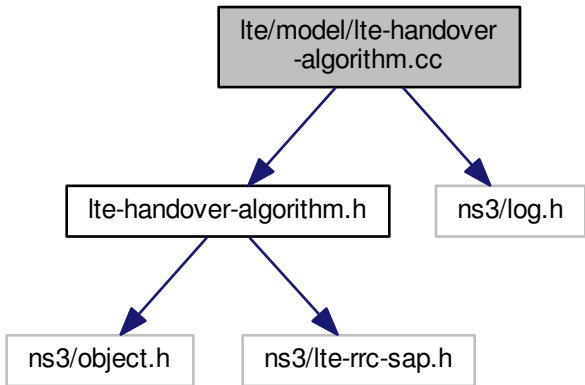 lte/model/lte-handover
-algorithm.cc
lte-handover-algorithm.h
ns3/log.h
ns3/object.h
ns3/lte-rrc-sap.h